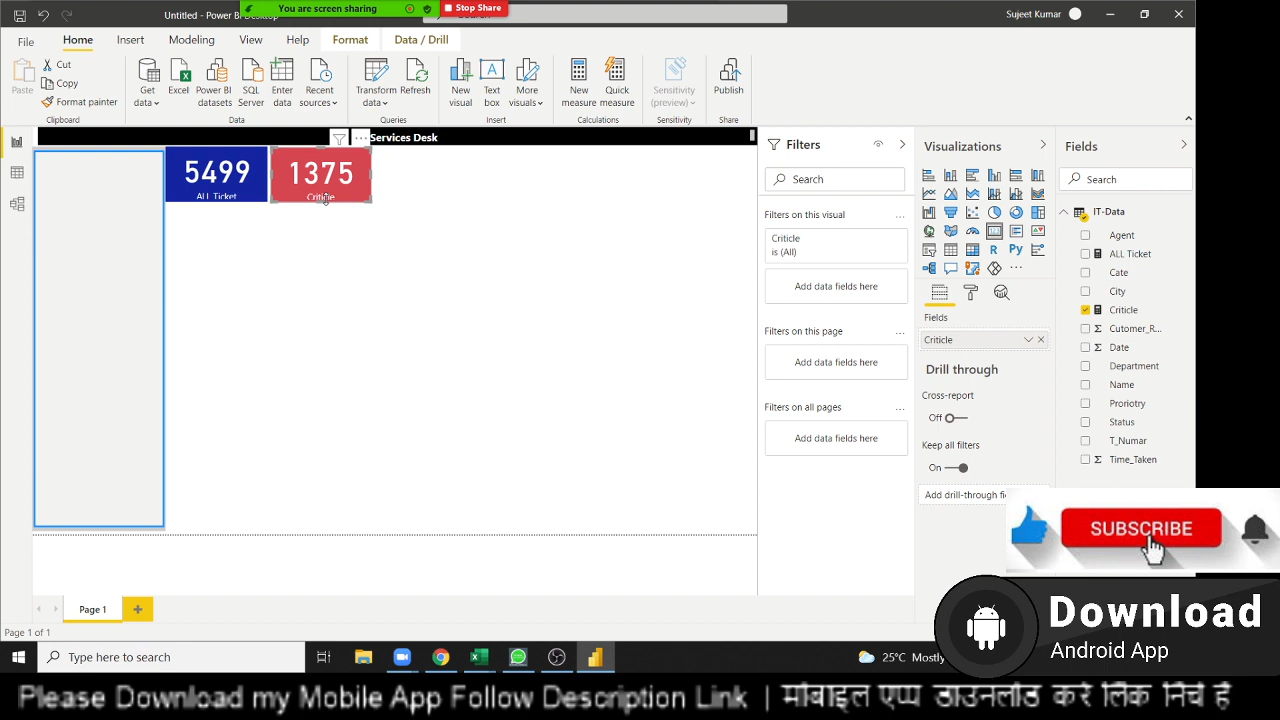 Untitled - Power BI Desktop
You are screen sharing
Stop Share
Sujeet Kumar
File
Home
Insert
Modeling
View
Help
Format
Data / Drill
Paste
Cut
Copy
Format painter
Clipboard
Get data
Excel
Power BI datasets
SQL Server
Enter data
Recent sources
Data
Transform data
Refresh
Queries
New visual
Text box
More visuals
Insert
New measure
Quick measure
Calculations
Sensitivity (preview)
Sensitivity
Publish
Share
Services Desk
5499
ALL Ticket
1375
Criticle
Filters
Search
Filters on this visual
Criticle
is (All)
Add data fields here
Filters on this page
Add data fields here
Filters on all pages
Add data fields here
Visualizations
R
Py
Fields
Criticle
Drill through
Cross-report
Off
Keep all filters
On
Add drill-through fi
Fields
Search
IT-Data
Agent
ALL Ticket
Cate
City
Criticle
Cutomer_R...
Date
Department
Name
Proriotry
Status
T_Numar
Time_Taken
SUBSCRIBE
Download
Android App
Page 1
Page 1 of 1
Type here to search
25°C Mostly
Please Download my Mobile App Follow Description Link | मोबाइल एप्प डाउनलोड करे लिंक निचे है